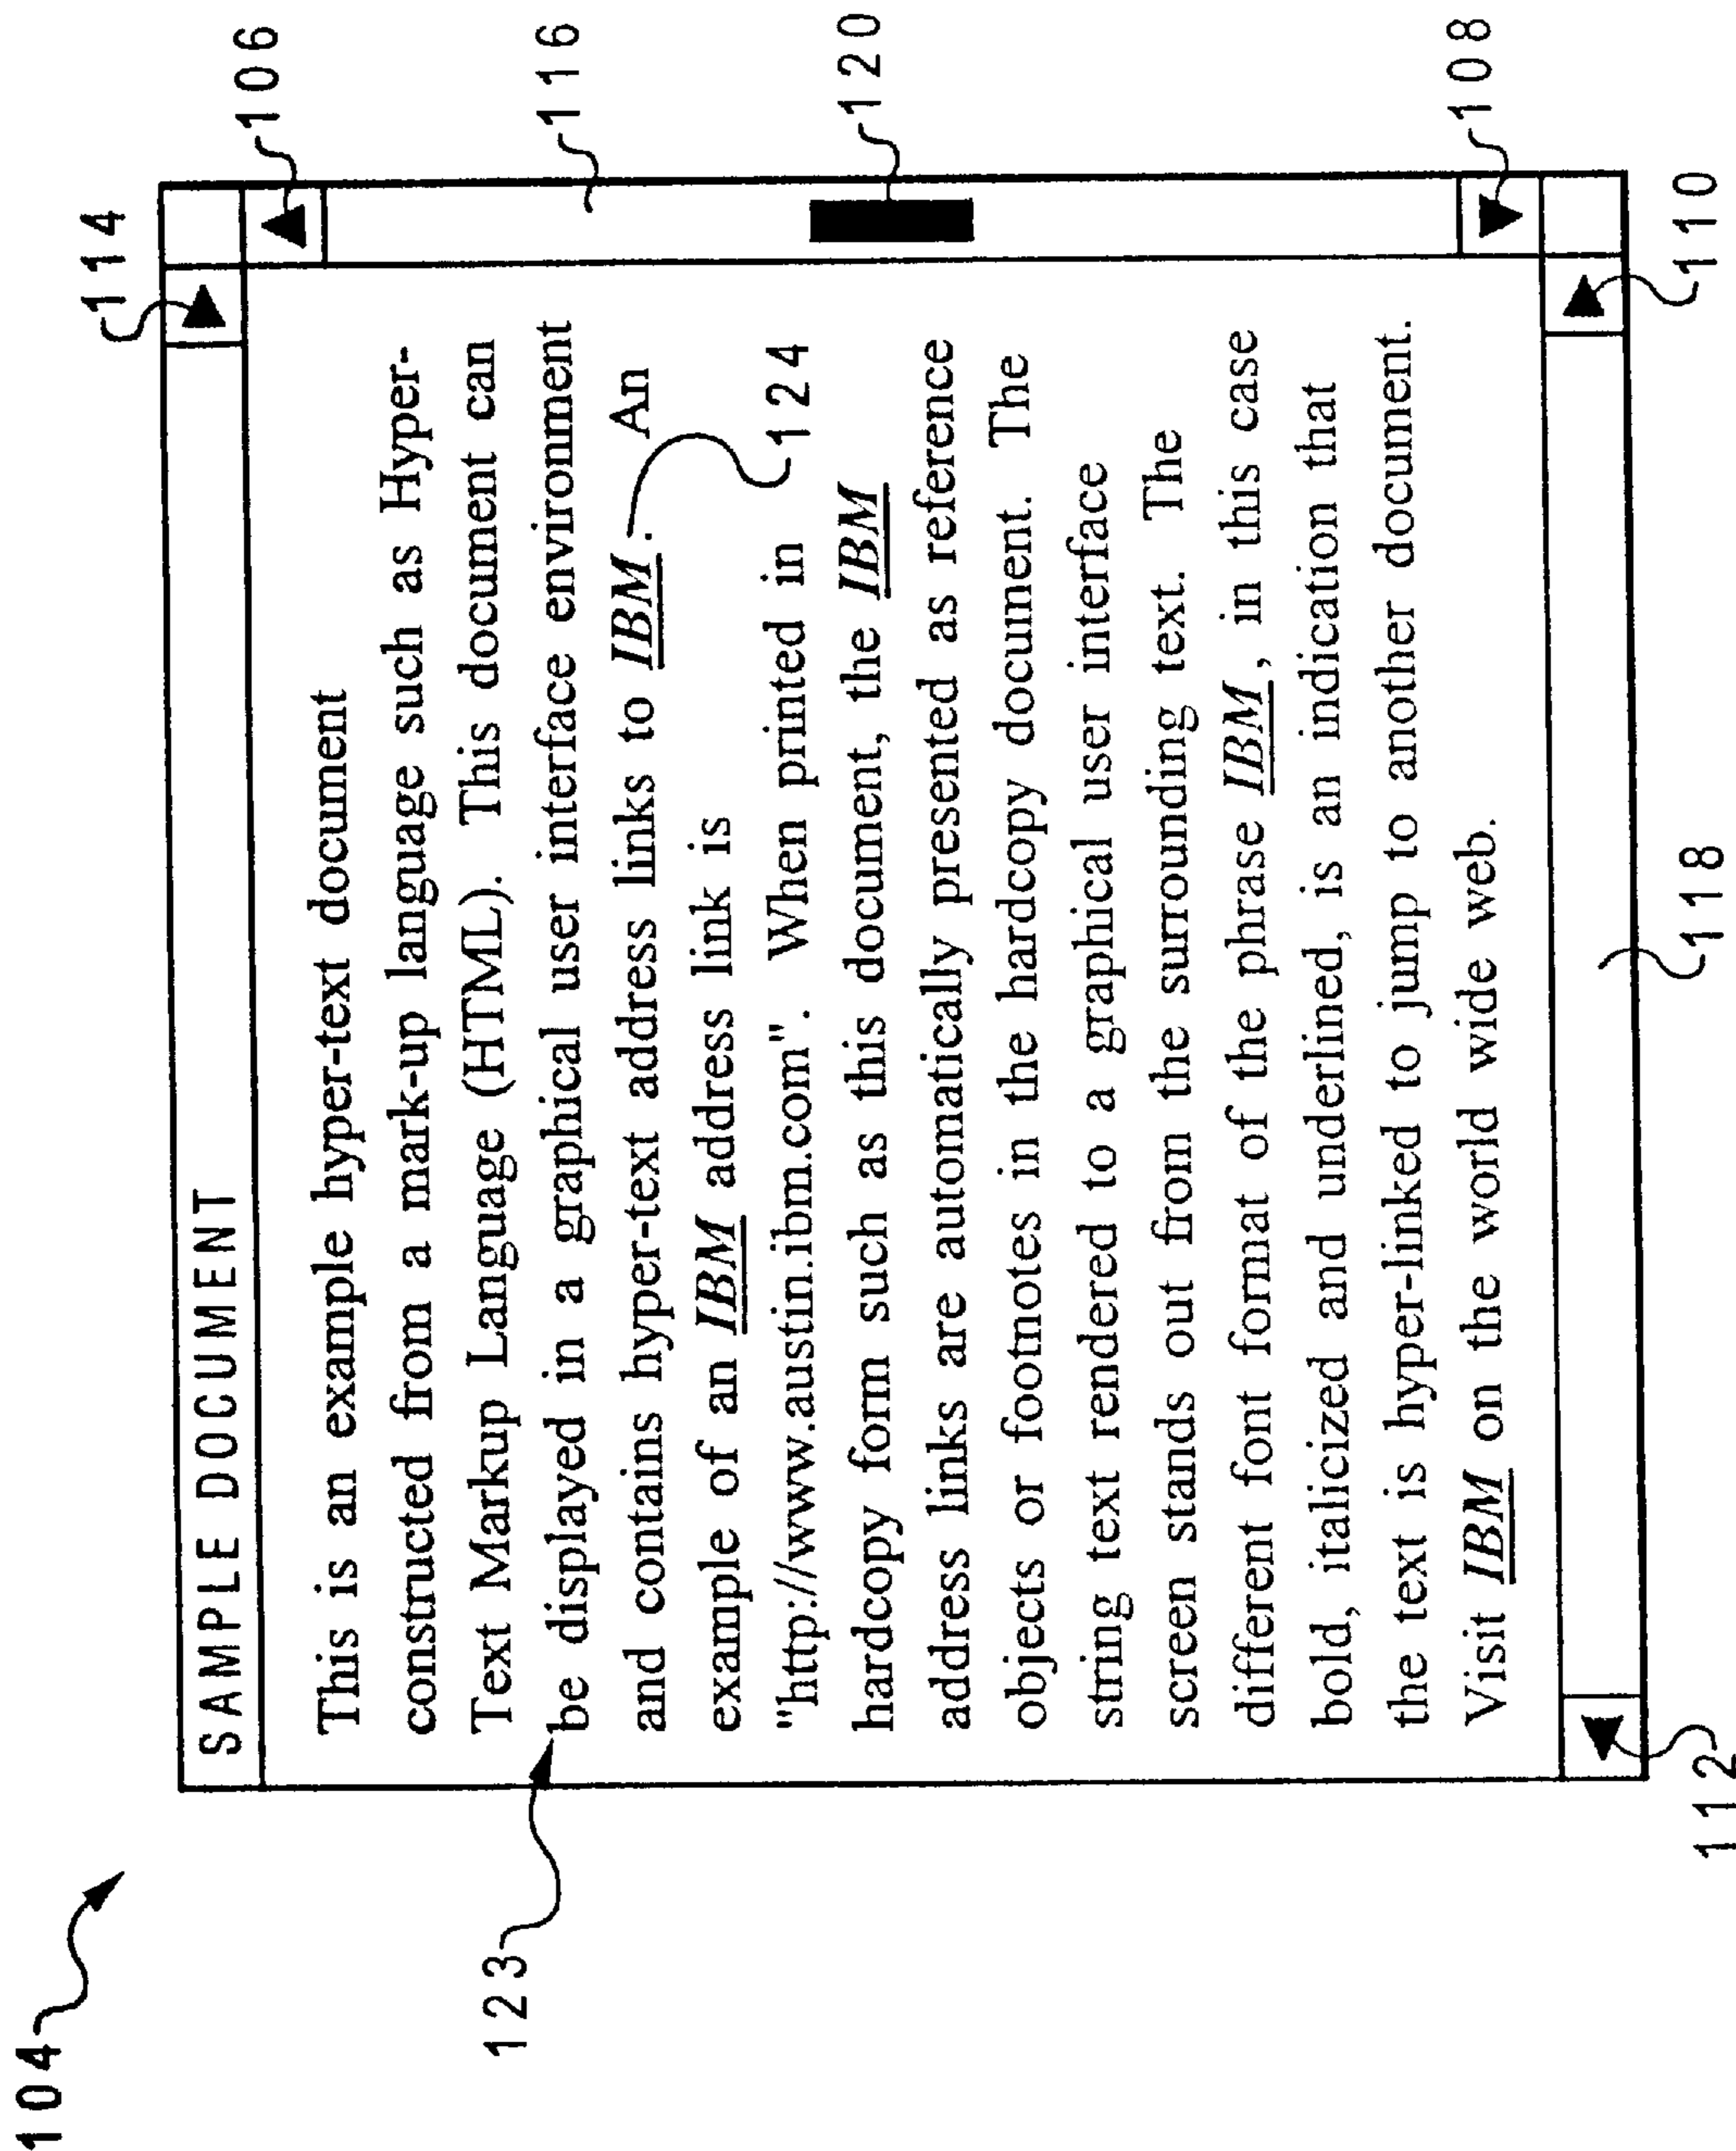 104
114
106
SAMPLE DOCUMENT
116
This is an example hyper-text document
constructed from a mark-up language such as Hyper-
Text Markup Language (HTML). This document can
123
be displayed in a graphical user interface environment
and contains hyper-text address links to IBM. An
124
example of an IBM address link is
"http://www.austin.ibm.com". When printed in
120
hardcopy form such as this document, the IBM
address links are automatically presented as reference
objects or footnotes in the hardcopy document. The
string text rendered to a graphical user interface
screen stands out from the surrounding text. The
different font format of the phrase IBM, in this case
bold, italicized and underlined, is an indication that
the text is hyper-linked to jump to another document.
Visit IBM on the world wide web.
108
112
118
110